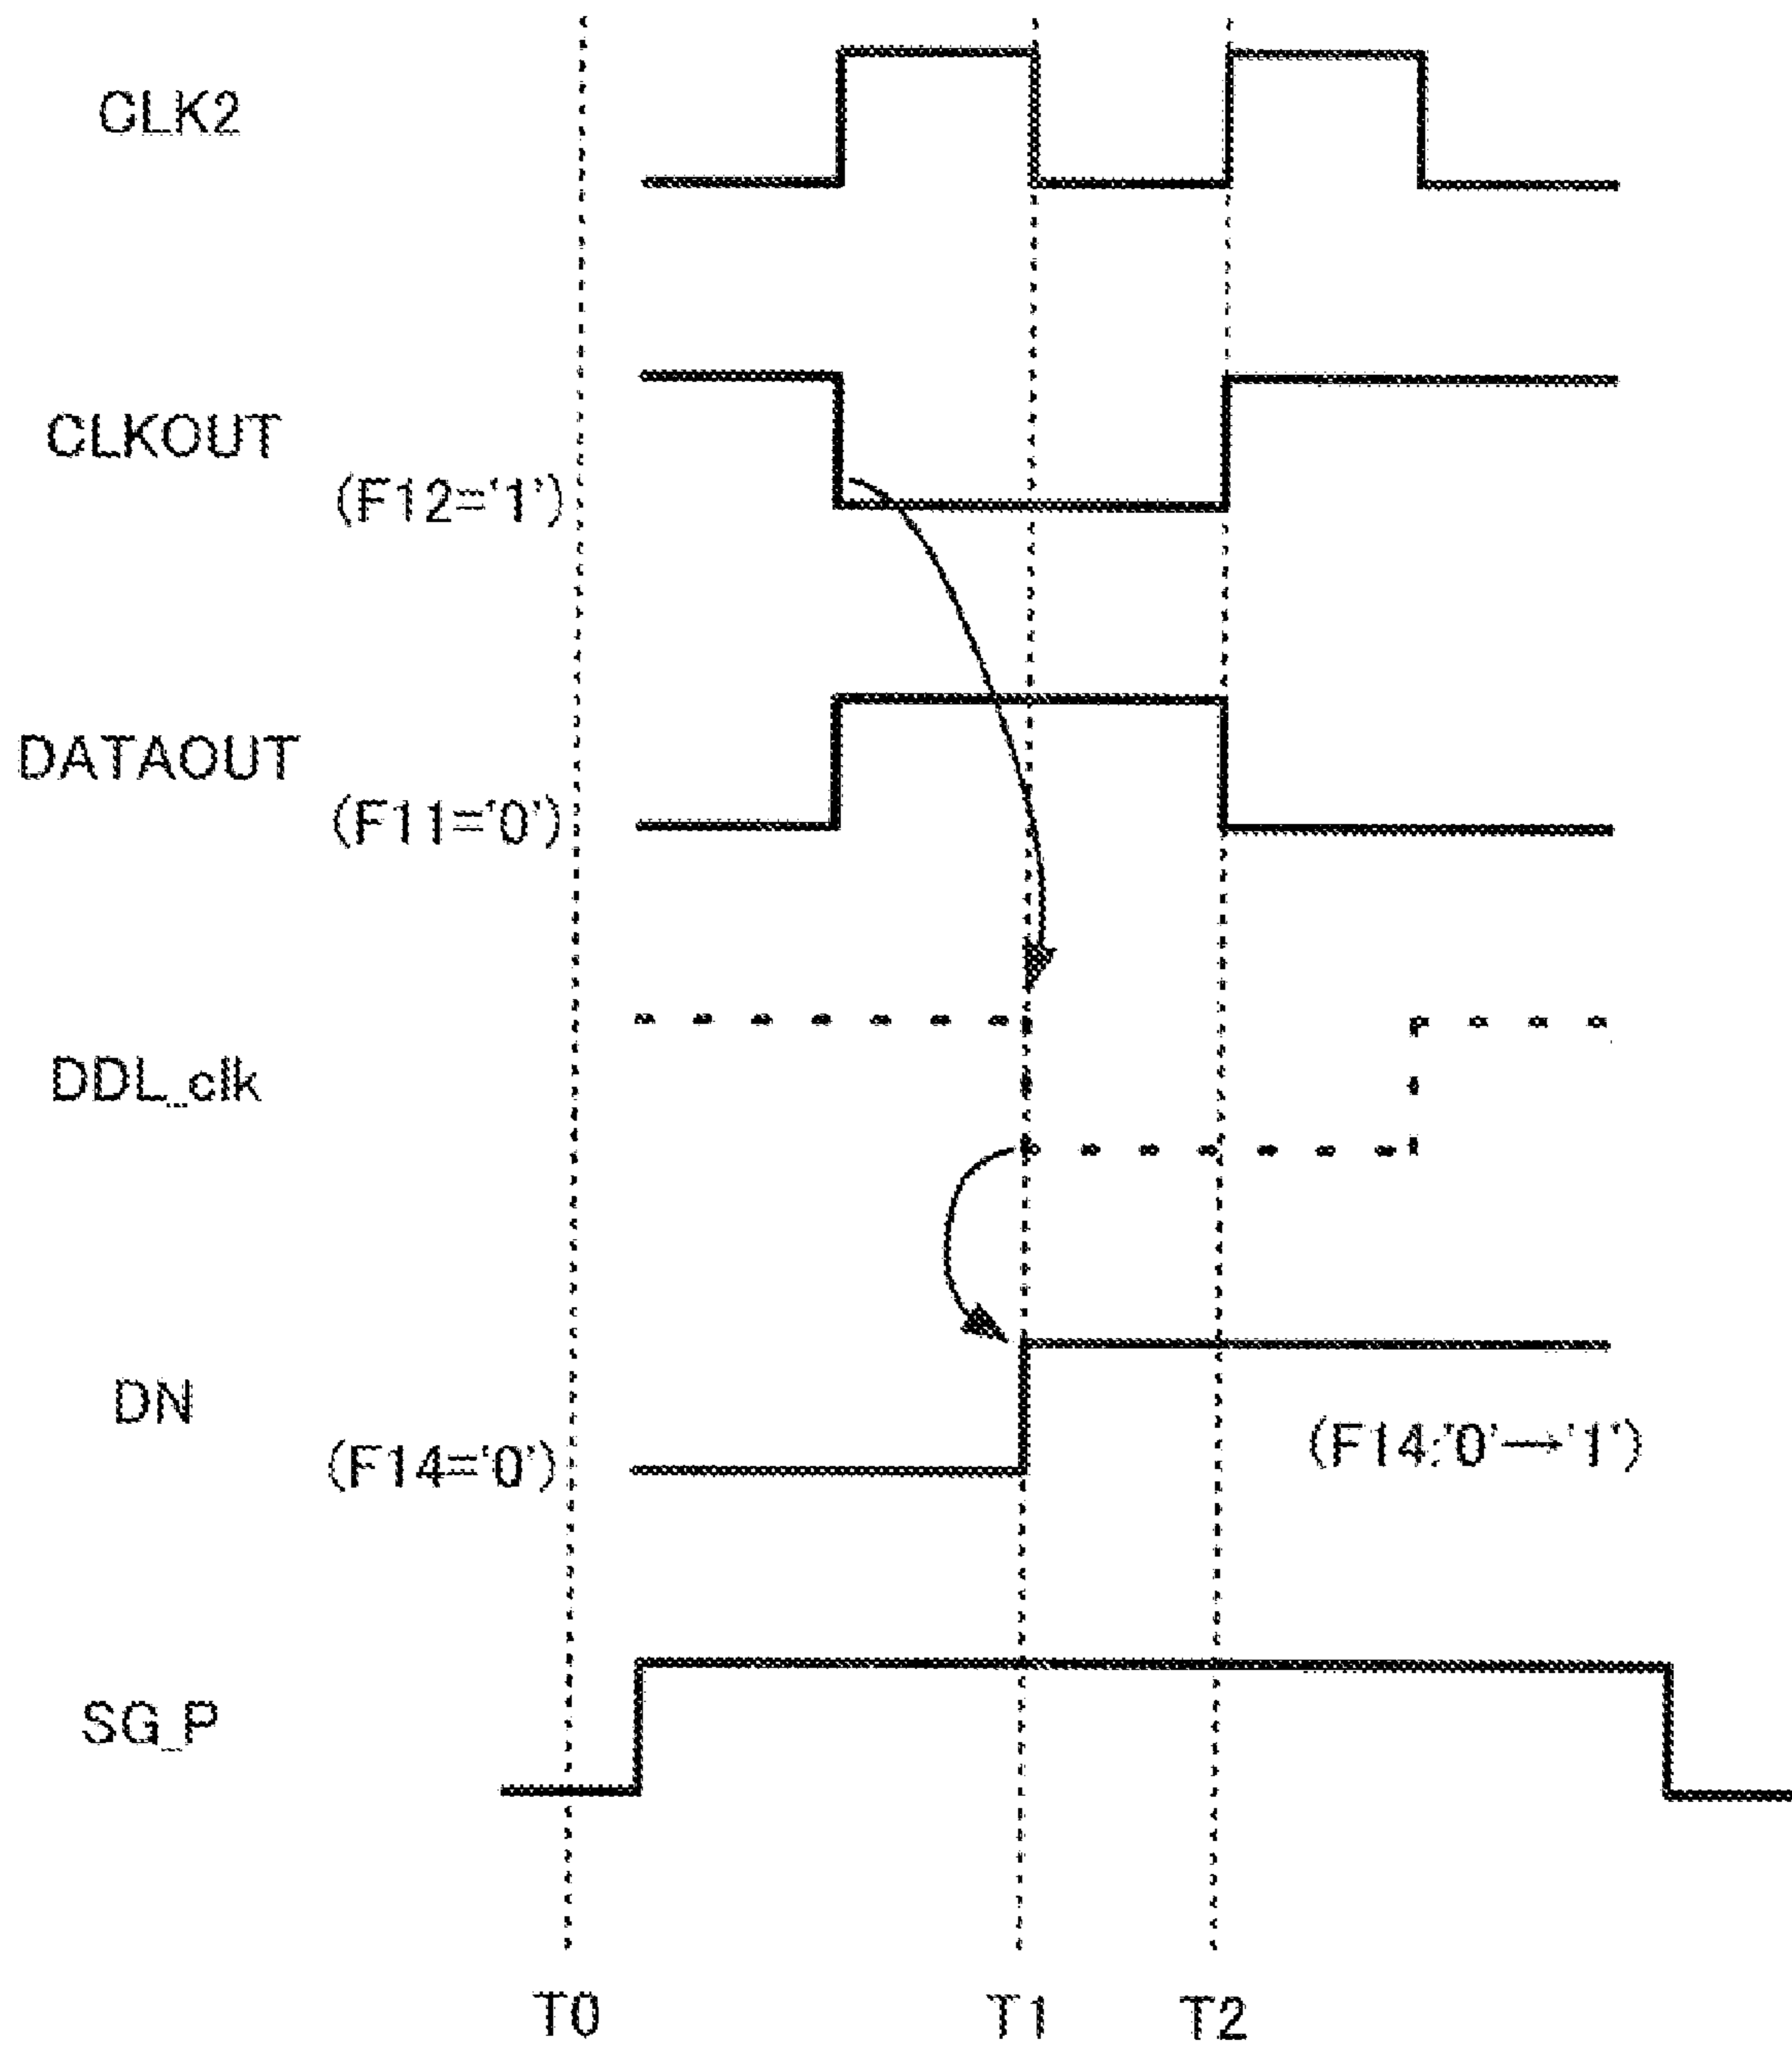 CLK2
CLKOUT
(F12='1')
DATAOUT
(F11='0')
DDL_clk
DN
(F14='0')
(F14:'0'→'1')
SG_P
T0 T1 T2